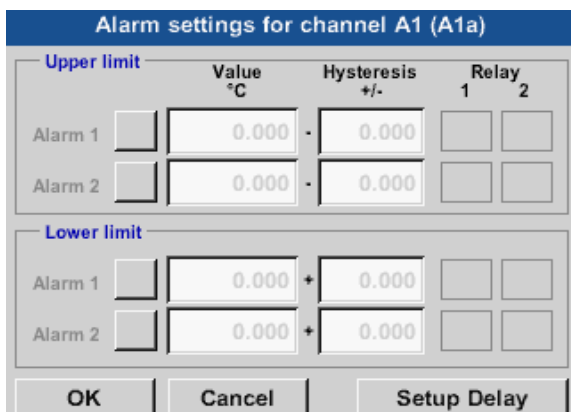 Alarm settings for channel A1 (A1a)
Upper limit
Value Hysteresis Relay
°C +/- 1 2
Alarm 1 0.000 - 0.000
Alarm 2 0.000 - 0.000
Lower limit
Alarm 1 0.000 + 0.000
Alarm 2 0.000 + 0.000
OK Cancel Setup Delay